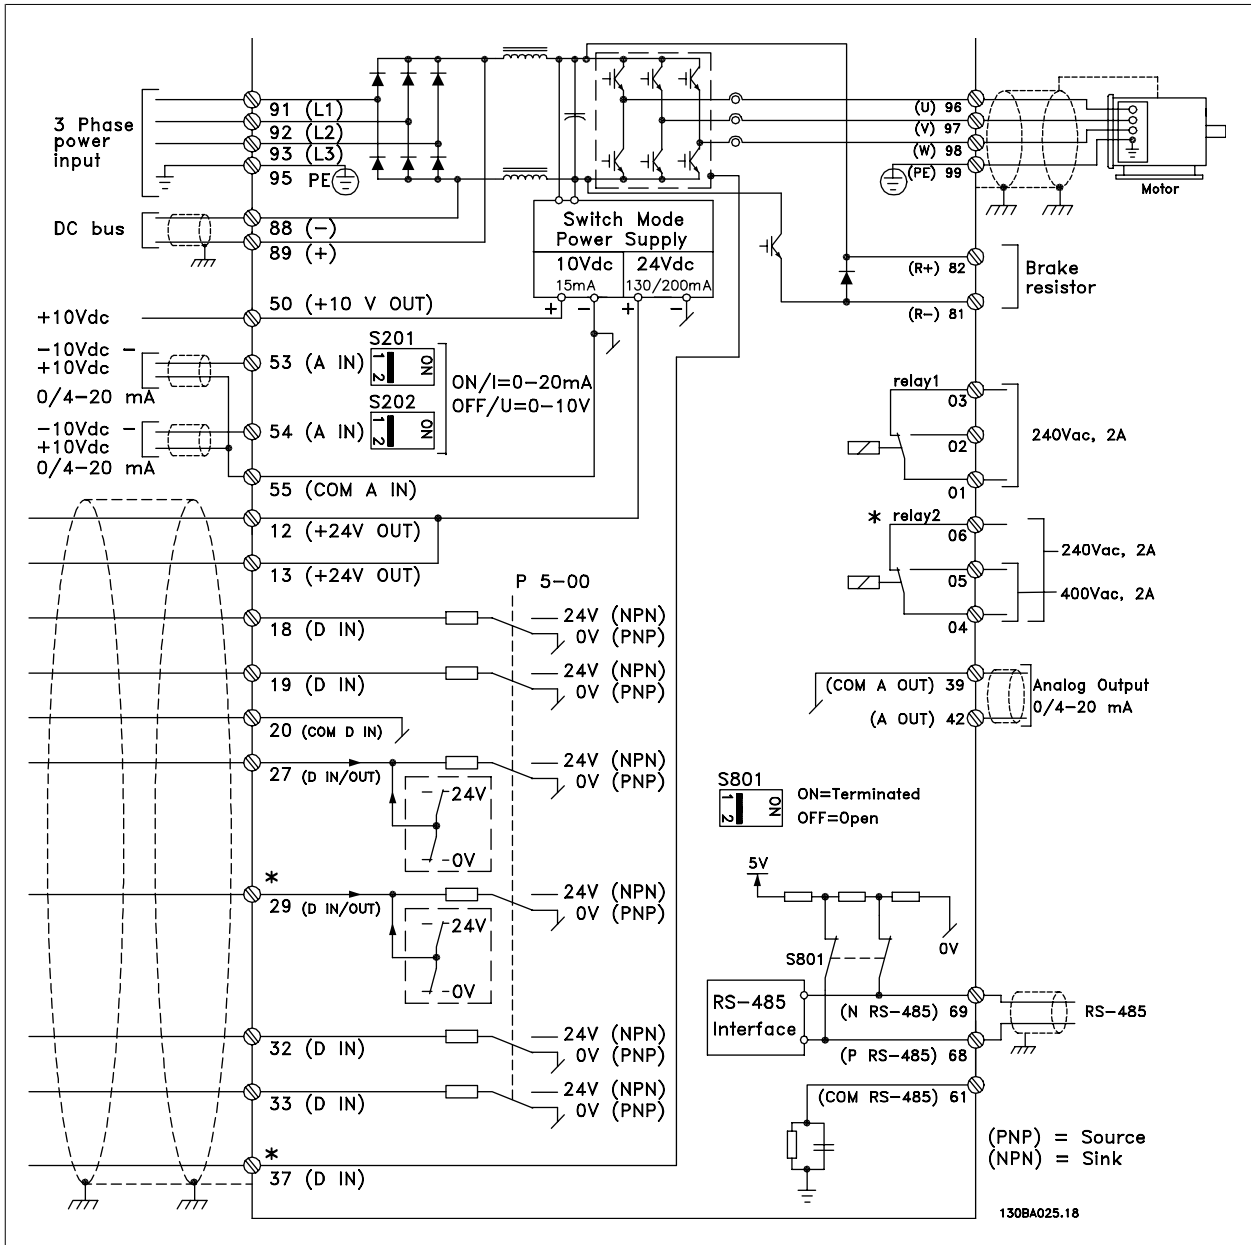 3 Phase
power
input
91 (L1)
92 (L2)
93 (L3)
95 PE
DC bus
88 (-)
89 (+)
+10Vdc
50 (+10 V OUT)
-10Vdc -
+10Vdc
0/4-20 mA
53 (A IN)
S201
1 2
ON
ON/I=0-20mA
OFF/U=0-10V
-10Vdc -
+10Vdc
0/4-20 mA
54 (A IN)
S202
1 2
ON
55 (COM A IN)
12 (+24V OUT)
13 (+24V OUT)
P 5-00
18 (D IN)
24V (NPN)
0V (PNP)
19 (D IN)
24V (NPN)
0V (PNP)
20 (COM D IN)
27 (D IN/OUT)
24V (NPN)
0V (PNP)
24V
0V
*
29 (D IN/OUT)
24V (NPN)
0V (PNP)
24V
0V
32 (D IN)
24V (NPN)
0V (PNP)
33 (D IN)
24V (NPN)
0V (PNP)
*
37 (D IN)
Switch Mode
Power Supply
10Vdc
15mA
24Vdc
130/200mA
+ - + -
(U) 96
(V) 97
(W) 98
(PE) 99
Motor
(R+) 82
(R-) 81
Brake
resistor
relay1
03
02
01
240Vac, 2A
* relay2
06
05
04
240Vac, 2A
400Vac, 2A
(COM A OUT) 39
(A OUT) 42
Analog Output
0/4-20 mA
S801
1 2
ON
ON=Terminated
OFF=Open
5V
0V
S801
RS-485
Interface
(N RS-485) 69
(P RS-485) 68
RS-485
(COM RS-485) 61
(PNP) = Source
(NPN) = Sink
130BA025.18